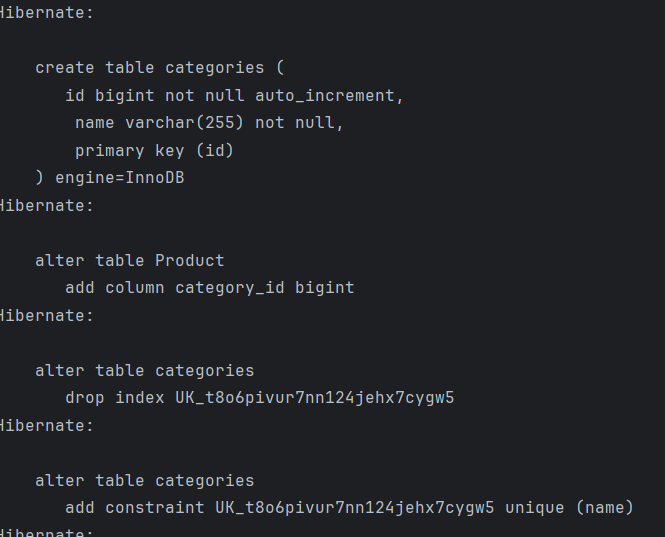 Hibernate:
create table categories (
id bigint not null auto_increment,
name varchar(255) not null,
primary key (id)
) engine=InnoDB
Hibernate:
alter table Product
add column category_id bigint
Hibernate:
alter table categories
drop index UK_t8o6pivur7nn124jehx7cygw5
Hibernate:
alter table categories
add constraint UK_t8o6pivur7nn124jehx7cygw5 unique (name)
Hibernate: